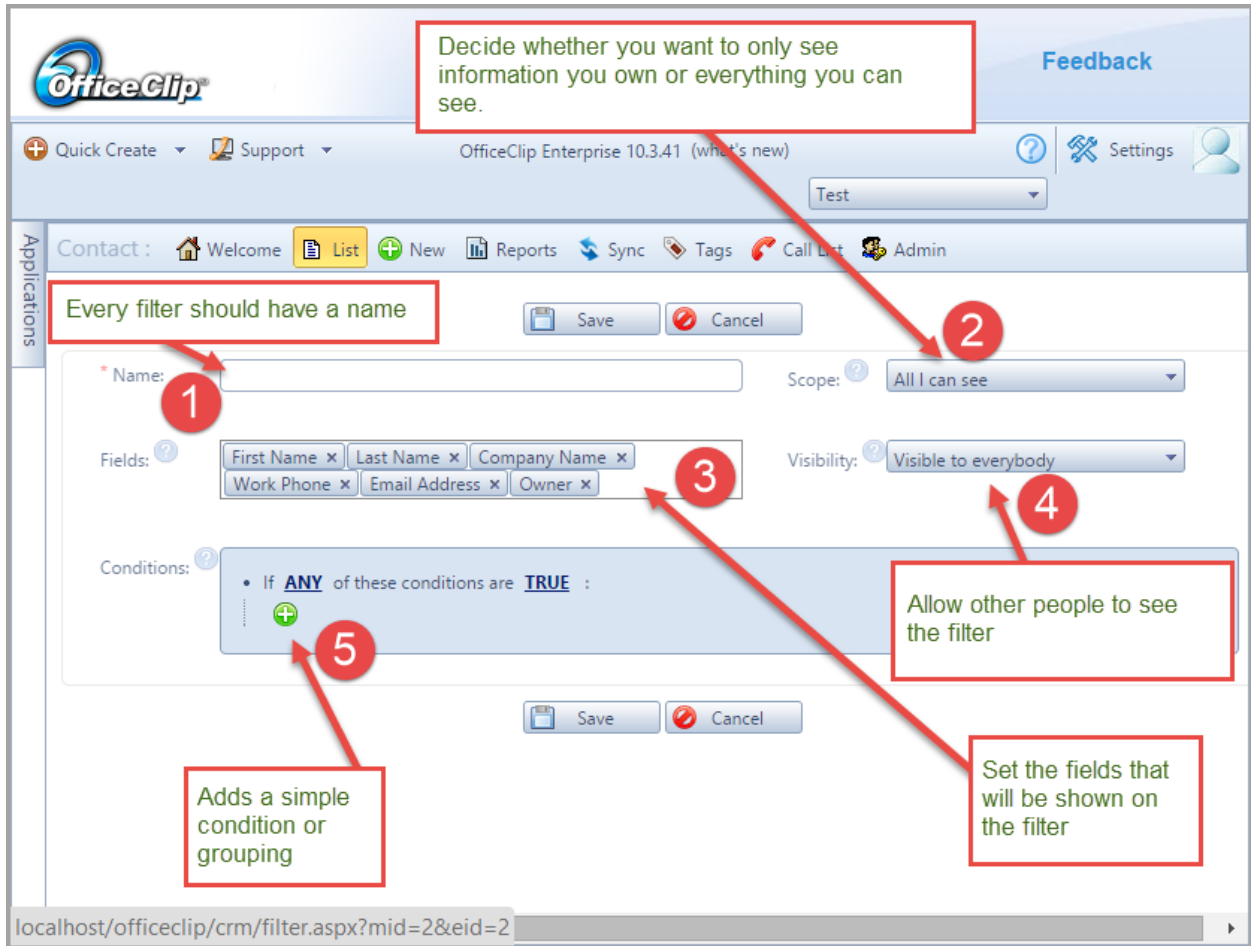 OfficeClip®
Decide whether you want to only see
information you own or everything you can
see.
Feedback
Quick Create Support OfficeClip Enterprise 10.3.41 (what's new) Settings
Test
Applications
Contact : Welcome List New Reports Sync Tags Call List Admin
Every filter should have a name
Save Cancel
2
* Name: Scope: All I can see
1
Fields: First Name × Last Name × Company Name × Visibility: Visible to everybody
Work Phone × Email Address × Owner ×
3
4
Conditions:
• If ANY of these conditions are TRUE :
5
Allow other people to see
the filter
Save Cancel
Set the fields that
will be shown on
the filter
Adds a simple
condition or
grouping
localhost/officeclip/crm/filter.aspx?mid=2&eid=2